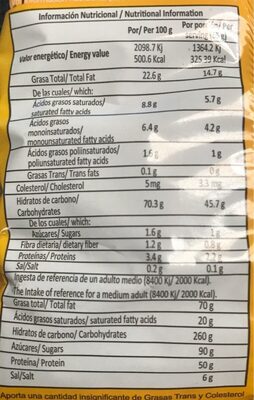 Información Nutricional / Nutritional Information
Por/ Per 100 g Por
Valor energético/ Energy value 2098.7 Kj 1364.2 Kj
500.6 Kcal 325.39 Kcal
Grasa Total/ Total Fat 22.6 g 14.7 g
De las cuales/ which:
Ácidos grasos saturados/ saturated fatty acids 8.8 g 5.7 g
Ácidos grasos
monoinsaturados/ 6.4 g 4.2 g
monounsaturated fatty acids
Ácidos grasos poliinsaturados/ 1.6 g 1 g
poliunsaturated fatty acids
Grasas Trans/ Trans fats 0.1 g 0 g
Colesterol/ Cholesterol 5 mg 3.3 mg
Hidratos de carbono/ 70.3 g 45.7 g
Carbohydrates
De los cuales/ which:
Azúcares/ Sugars 1.6 g 1 g
Fibra dietaria/ dietary fiber 1.2 g 0.8 g
Proteínas/ Proteins 3.4 g 2.2 g
Sal/Salt 0.2 g 0.1 g
Ingesta de referencia de un adulto medio (8400 Kj/ 2000 Kcal).
The Intake of reference for a medium adult (8400 Kj/ 2000 Kcal).
Grasa total/ Total fat 70 g
Ácidos grasos saturados/ saturated fatty acids 20 g
Hidratos de carbono/ Carbohydrates 260 g
Azúcares/ Sugars 90 g
Proteína/ Protein 50 g
Sal/Salt 6 g
Aporta una cantidad insignificante de Grasas Trans y Colesterol